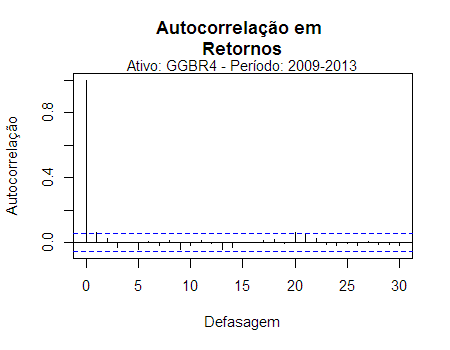 Autocorrelação em
Retornos
Ativo: GGBR4 - Período: 2009-2013
Autocorrelação
0.8
0.4
0.0
0 5 10 15 20 25 30
Defasagem